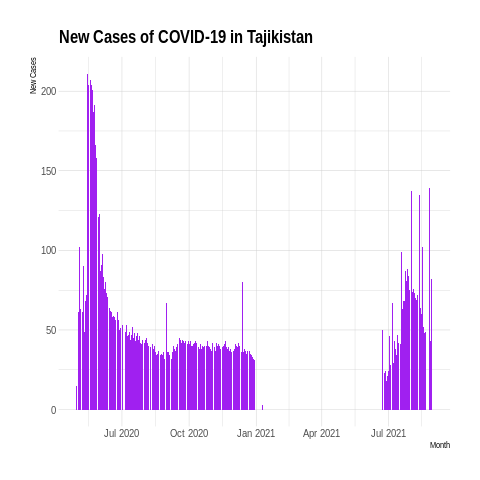 New Cases of COVID-19 in Tajikistan
New Cases
200
150
100
50
0
Jul 2020 Oct 2020 Jan 2021 Apr 2021 Jul 2021
Month